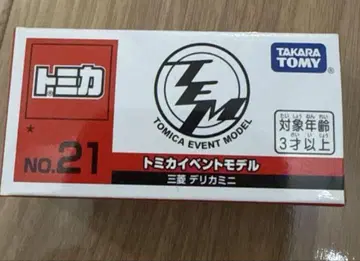 トミカ
TEM
TOMICA EVENT MODEL
TAKARA
TOMY
対象年齢
3才以上
NO.21
トミカイベントモデル
三菱 デリカミニ